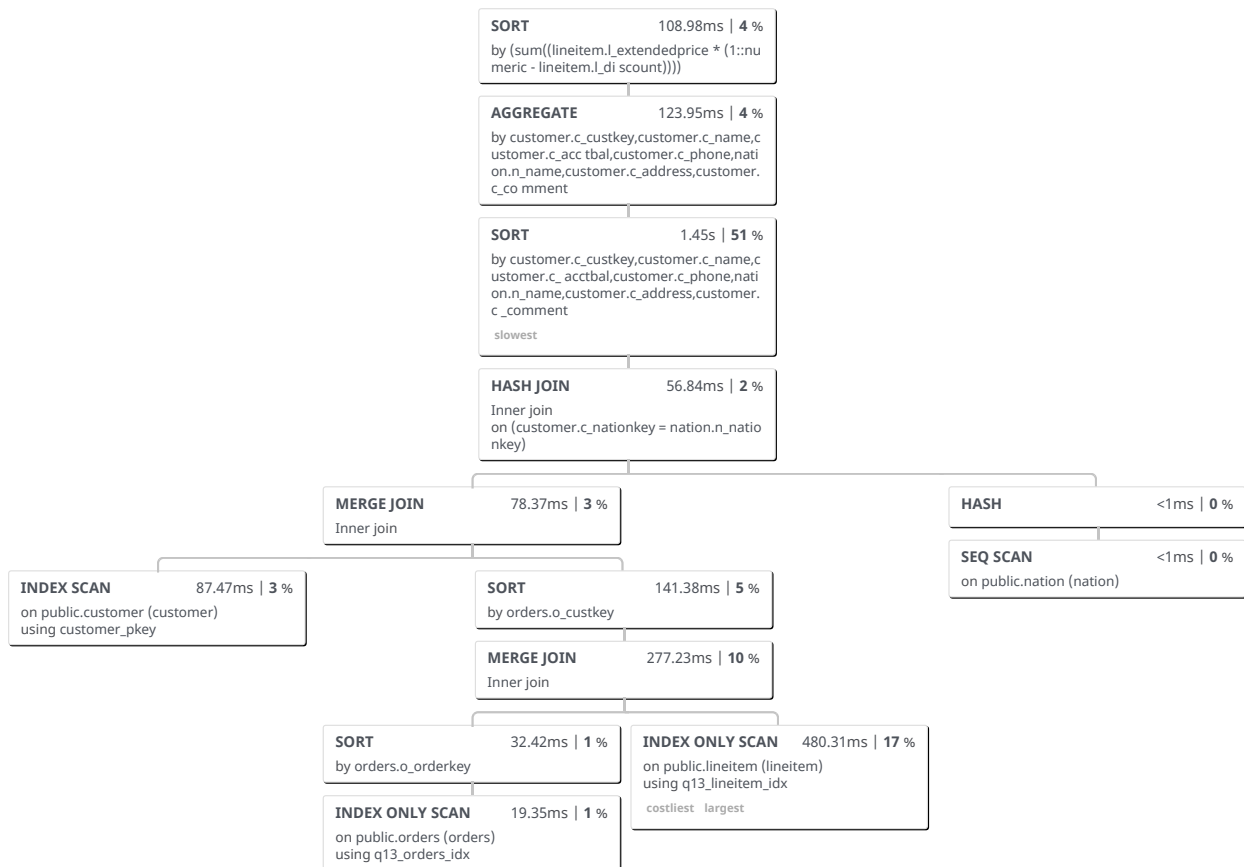 SORT 108.98ms | 4 %
by (sum((lineitem.l_extendedprice * (1::nu
meric - lineitem.l_di scount))))
AGGREGATE 123.95ms | 4 %
by customer.c_custkey,customer.c_name,c
ustomer.c_acc tbal,customer.c_phone,nati
on.n_name,customer.c_address,customer.
c_co mment
SORT 1.45s | 51 %
by customer.c_custkey,customer.c_name,c
ustomer.c_ acctbal,customer.c_phone,nati
on.n_name,customer.c_address,customer.
c _comment
slowest
HASH JOIN 56.84ms | 2 %
Inner join
on (customer.c_nationkey = nation.n_natio
nkey)
MERGE JOIN 78.37ms | 3 %
Inner join
HASH <1ms | 0 %
SEQ SCAN <1ms | 0 %
on public.nation (nation)
INDEX SCAN 87.47ms | 3 %
on public.customer (customer)
using customer_pkey
SORT 141.38ms | 5 %
by orders.o_custkey
MERGE JOIN 277.23ms | 10 %
Inner join
SORT 32.42ms | 1 %
by orders.o_orderkey
INDEX ONLY SCAN 19.35ms | 1 %
on public.orders (orders)
using q13_orders_idx
INDEX ONLY SCAN 480.31ms | 17 %
on public.lineitem (lineitem)
using q13_lineitem_idx
costliest largest